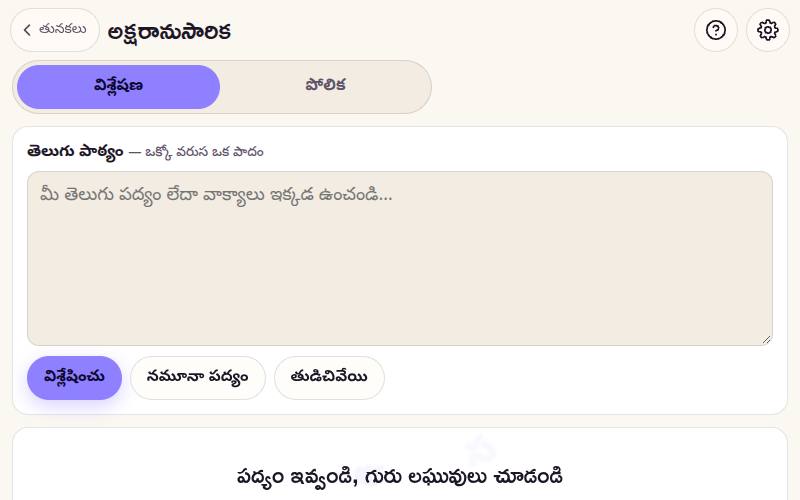 తునకలు
అక్షరానుసారిక
విశ్లేషణ
పోలిక
తెలుగు పాఠ్యం — ఒక్కో వరుస ఒక పాదం
మీ తెలుగు పద్యం లేదా వాక్యాలు ఇక్కడ ఉంచండి...
విశ్లేషించు
నమూనా పద్యం
తుడిచివేయి
పద్యం ఇవ్వండి, గురు లఘువులు చూడండి